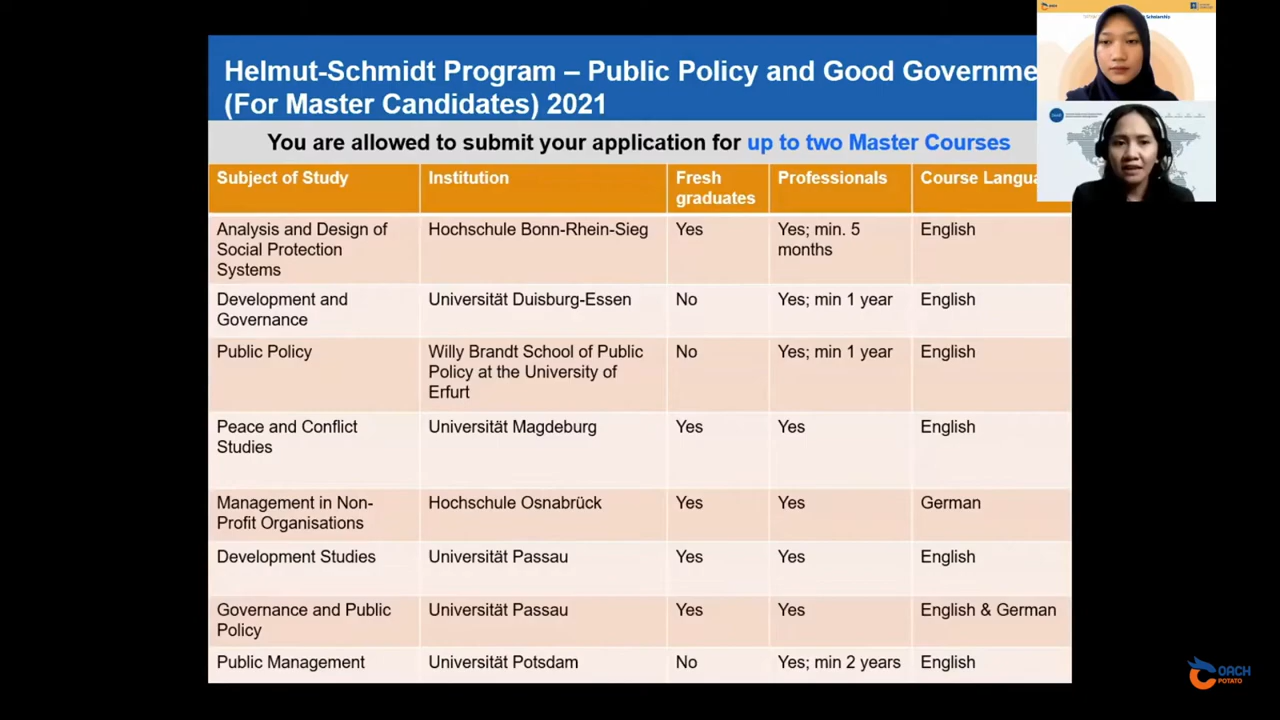 Scholarship
Helmut-Schmidt Program – Public Policy and Good Governme
(For Master Candidates) 2021
You are allowed to submit your application for up to two Master Courses
Subject of Study
Institution
Fresh
graduates
Professionals
Course Langua
Analysis and Design of
Social Protection
Systems
Hochschule Bonn-Rhein-Sieg
Yes
Yes; min. 5
months
English
Development and
Governance
Universität Duisburg-Essen
No
Yes; min 1 year
English
Public Policy
Willy Brandt School of Public
Policy at the University of
Erfurt
No
Yes; min 1 year
English
Peace and Conflict
Studies
Universität Magdeburg
Yes
Yes
English
Management in Non-
Profit Organisations
Hochschule Osnabrück
Yes
Yes
German
Development Studies
Universität Passau
Yes
Yes
English
Governance and Public
Policy
Universität Passau
Yes
Yes
English & German
Public Management
Universität Potsdam
No
Yes; min 2 years
English
OACH
POTATO